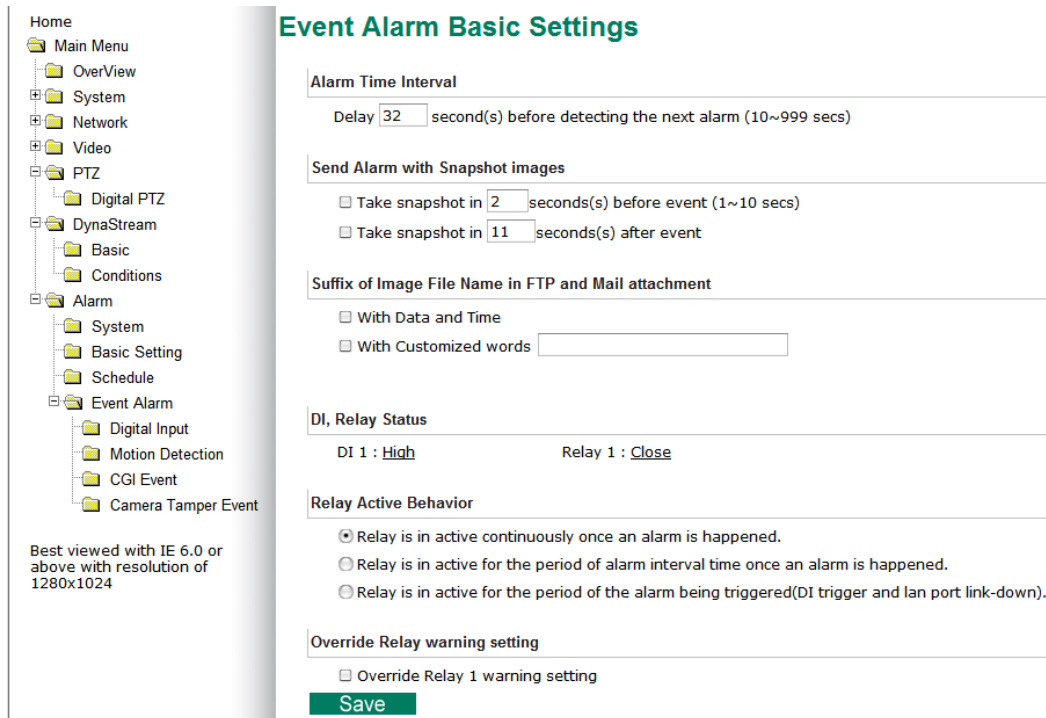 Home
Main Menu
OverView
System
Network
Video
PTZ
Digital PTZ
DynaStream
Basic
Conditions
Alarm
System
Basic Setting
Schedule
Event Alarm
Digital Input
Motion Detection
CGI Event
Camera Tamper Event
Best viewed with IE 6.0 or
above with resolution of
1280x1024
Event Alarm Basic Settings
Alarm Time Interval
Delay 32 second(s) before detecting the next alarm (10~999 secs)
Send Alarm with Snapshot images
Take snapshot in 2 seconds(s) before event (1~10 secs)
Take snapshot in 11 seconds(s) after event
Suffix of Image File Name in FTP and Mail attachment
With Data and Time
With Customized words
DI, Relay Status
DI 1 : High Relay 1 : Close
Relay Active Behavior
Relay is in active continuously once an alarm is happened.
Relay is in active for the period of alarm interval time once an alarm is happened.
Relay is in active for the period of the alarm being triggered(DI trigger and lan port link-down).
Override Relay warning setting
Override Relay 1 warning setting
Save